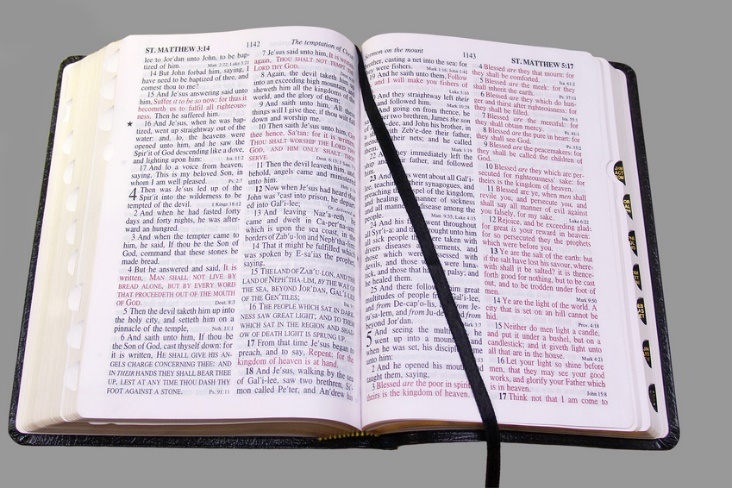 ST. MATTHEW 3:14
1142
The temptation of
lee to Jor'dan unto John, to be bap-
tized of him.
14 But John forbad him, saying, I
have need to be baptized of thee, and
comest thou to me?
15 And Je'sus answering said unto
him, Suffer it to be so now: for thus it
becometh us to fulfil all righteous-
ness. Then he suffered him.
★ 16 And Je'sus, when he was bap-
tized, went up straightway out of the
water: and, lo, the heavens were
opened unto him, and he saw the
Spir'it of God descending like a dove,
and lighting upon him:
17 And lo a voice from heaven,
saying, This is my beloved Son, in
whom I am well pleased.
4 Then was Je'sus led up of the
Spir'it into the wilderness to be
tempted of the devil.
2 And when he had fasted forty
days and forty nights, he was after-
ward an hungred.
3 And when the tempter came to
him, he said, If thou be the Son of
God, command that these stones be
made bread.
4 But he answered and said, It is
written, MAN SHALL NOT LIVE BY
BREAD ALONE, BUT BY EVERY WORD
THAT PROCEEDETH OUT OF THE MOUTH
OF GOD.
5 Then the devil taketh him up into
the holy city, and setteth him on a
pinnacle of the temple,
6 And saith unto him, If thou be
the Son of God, cast thyself down: for
it is written, HE SHALL GIVE HIS AN-
GELS CHARGE CONCERNING THEE: AND
IN THEIR HANDS THEY SHALL BEAR THEE
UP, LEST AT ANY TIME THOU DASH THY
FOOT AGAINST A STONE. Ps. 91:11
7 Je'sus said unto him, It is written
again, THOU SHALT NOT
LORD THY GOD.
8 Again, the devil taketh him
into an exceeding high mountain, and
sheweth him all the kingdoms of the
world, and the glory of them;
9 And saith unto him, All these
things will I give thee, if thou wilt
down and worship me.
10 Then saith Je'sus unto him, Get
thee hence, Sa'tan: for it is
THOU SHALT WORSHIP THE LORD
GOD, AND HIM ONLY SHALT THOU
SERVE.
11 Then the devil leaveth him, and,
behold, angels came and ministered
unto him.
12 Now when Je'sus had heard that
John was cast into prison, he depart-
ed into Gal'i-lee;
13 And leaving Naz'a-reth, he
came and dwelt in Ca-per'na-um,
which is upon the sea coast, in the
borders of Zab'u-lon and Neph'tha-lim:
14 That it might be fulfilled which
was spoken by E-sa'ias the prophet,
saying,
15 THE LAND OF ZAB'U-LON, AND THE
LAND OF NEPH'THA-LIM, BY THE WAY OF
THE SEA, BEYOND JOR'DAN, GAL'I-LEE
OF THE GEN'TILES;
16 THE PEOPLE WHICH SAT IN DARK-
NESS SAW GREAT LIGHT; AND TO THEM
WHICH SAT IN THE REGION AND SHAD-
OW OF DEATH LIGHT IS SPRUNG UP.
17 From that time Je'sus began to
preach, and to say, Repent: for the
kingdom of heaven is at hand.
18 And Je'sus, walking by the sea
of Gal'i-lee, saw two brethren, Si'-
mon called Pe'ter, and An'drew his
Sermon on the mount
1143
ST. MATTHEW 5:17
brother, casting a net into the sea: for
they were fishers.
19 And he saith unto them, Follow
and I will make you fishers of
20 And they straightway left their
and followed him.
21 And going on from thence, he
other two brethren, James the son
and John his brother, in
with Zeb'e-dee their father,
their nets; and he called
22 And they immediately left the
ship and their father, and followed
him.
23 And Je'sus went about all Gal'i-
lee, teaching in their synagogues, and
preaching the gospel of the kingdom,
and healing all manner of sickness
and all manner of disease among the
people.
24 And his fame went throughout
all Syr'i-a: and they brought unto him
all sick people that were taken with
divers diseases and torments, and
those which were possessed with
devils, and those which were luna-
tick, and those that had the palsy; and
he healed them.
25 And there followed him great
multitudes of people from Gal'i-lee,
and from De-cap'o-lis, and from Je-
ru'sa-lem, and from Ju-de'a, and from
beyond Jor'dan.
5 And seeing the multitudes, he
went up into a mountain:
when he was set, his disciples
unto him:
2 And he opened his mouth, and
taught them, saying,
3 Blessed are the poor in spirit:
theirs is the kingdom of heaven.
4 Blessed are they that mourn: for
they shall be comforted.
5 Blessed are the meek: for they
shall inherit the earth.
6 Blessed are they which do hun-
ger and thirst after righteousness: for
they shall be filled.
7 Blessed are the merciful: for
they shall obtain mercy.
8 Blessed are the pure in heart: for
they shall see God.
9 Blessed are the peacemakers: for
they shall be called the children of
God.
10 Blessed are they which are per-
secuted for righteousness' sake: for
theirs is the kingdom of heaven.
11 Blessed are ye, when men shall
revile you, and persecute you, and
shall say all manner of evil against
you falsely, for my sake.
12 Rejoice, and be exceeding glad:
for great is your reward in heaven:
for so persecuted they the prophets
which were before you.
13 Ye are the salt of the earth: but
if the salt have lost his savour, where-
with shall it be salted? it is thence-
forth good for nothing, but to be cast
out, and to be trodden under foot of
men. Mark 9:50
14 Ye are the light of the world. A
city that is set on an hill cannot be
hid.
15 Neither do men light a candle,
and put it under a bushel, but on a
candlestick; and it giveth light unto
all that are in the house.
16 Let your light so shine before
men, that they may see your good
works, and glorify your Father which
is in heaven.
17 Think not that I am come to